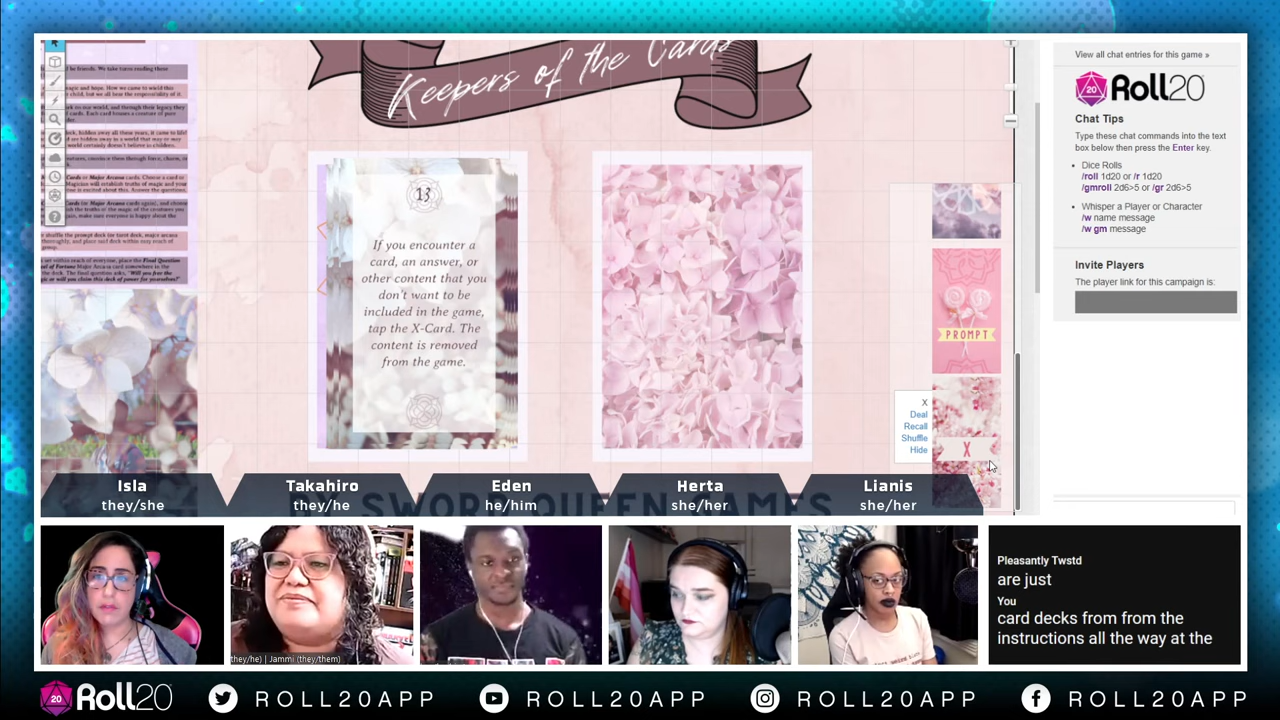 Keepers of the Cards
View all chat entries for this game »
Roll20
Chat Tips
Type these chat commands into the text
box below then press the Enter key.
Dice Rolls
/roll 1d20 or /r 1d20
/gmroll 2d6>5 or /gr 2d6>5
Whisper a Player or Character
/w name message
/w gm message
Invite Players
The player link for this campaign is:
13
If you encounter a
card, an answer, or
other content that you
don't want to be
included in the game,
tap the X-Card. The
content is removed
from the game.
PROMPT
X
Deal
Recall
Shuffle
Hide
X
SWORD QUEEN GAMES
Isla
they/she
Takahiro
they/he
Eden
he/him
Herta
she/her
Lianis
she/her
they/he) | Jammi (they/them)
Pleasantly Twstd
are just
You
card decks from from the
instructions all the way at the
20 Roll20
ROLL20APP
ROLL20APP
ROLL20APP
ROLL20APP